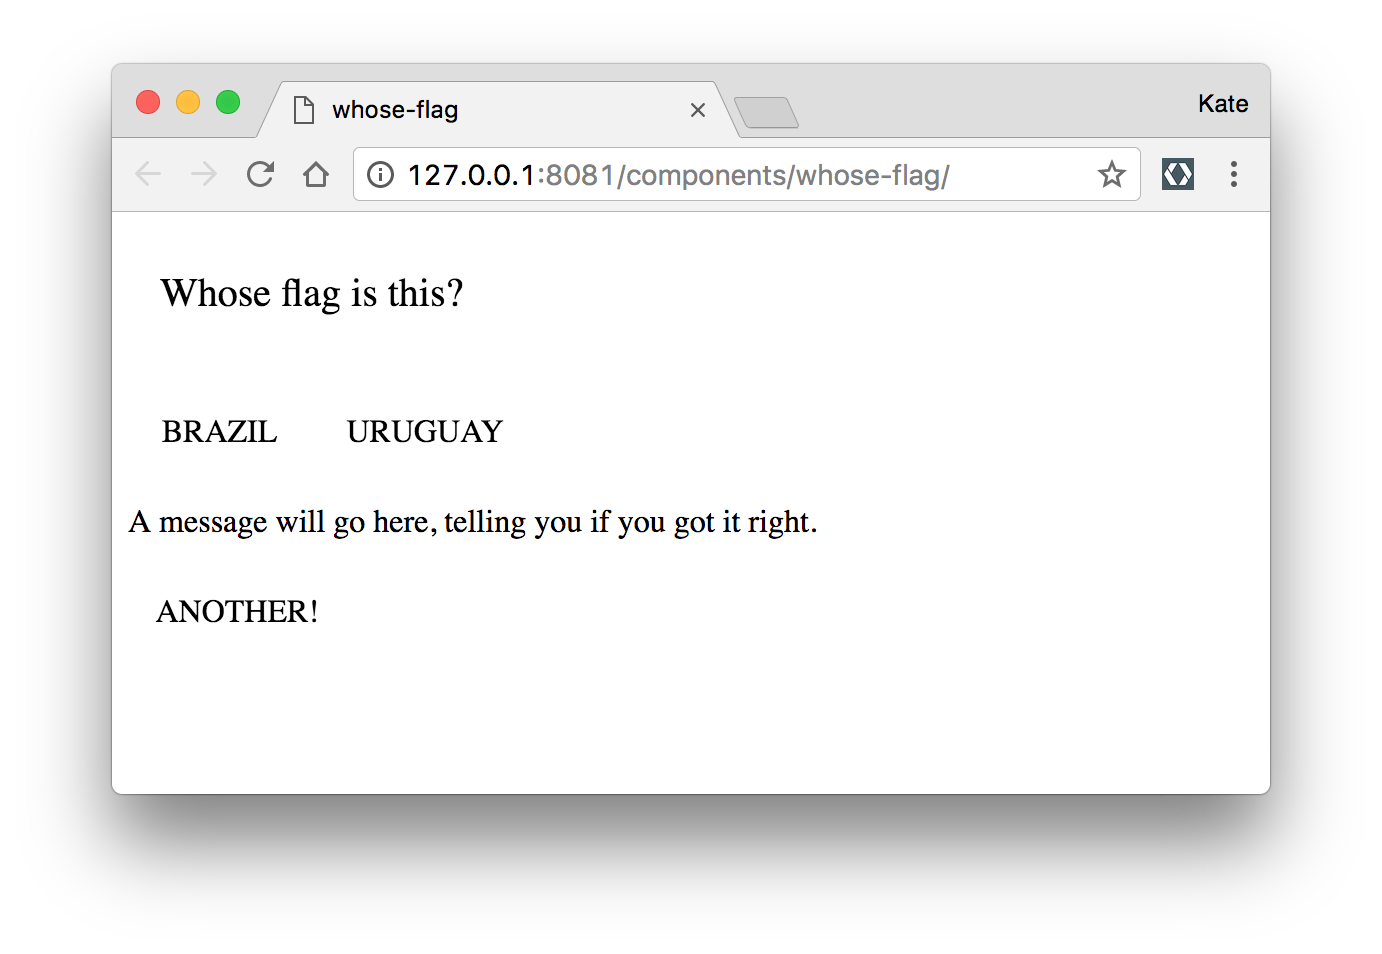 whose-flag
Kate
127.0.0.1:8081/components/whose-flag/
Whose flag is this?
BRAZIL URUGUAY
A message will go here, telling you if you got it right.
ANOTHER!